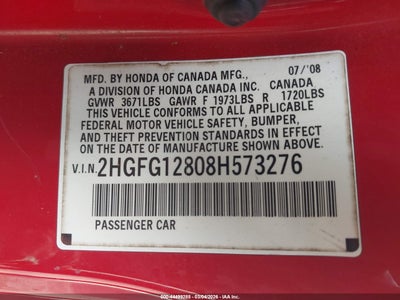 MFD. BY HONDA OF CANADA MFG., 07/'08
A DIVISION OF HONDA CANADA INC. CANADA
GVWR 3671LBS GAWR F 1973LBS R 1720LBS
THIS VEHICLE CONFORMS TO ALL APPLICABLE
FEDERAL MOTOR VEHICLE SAFETY, BUMPER,
AND THEFT PREVENTION STANDARDS IN EFFECT
ON THE DATE OF MANUFACTURE SHOWN ABOVE.
V.I.N. 2HGFG12808H573276
PASSENGER CAR